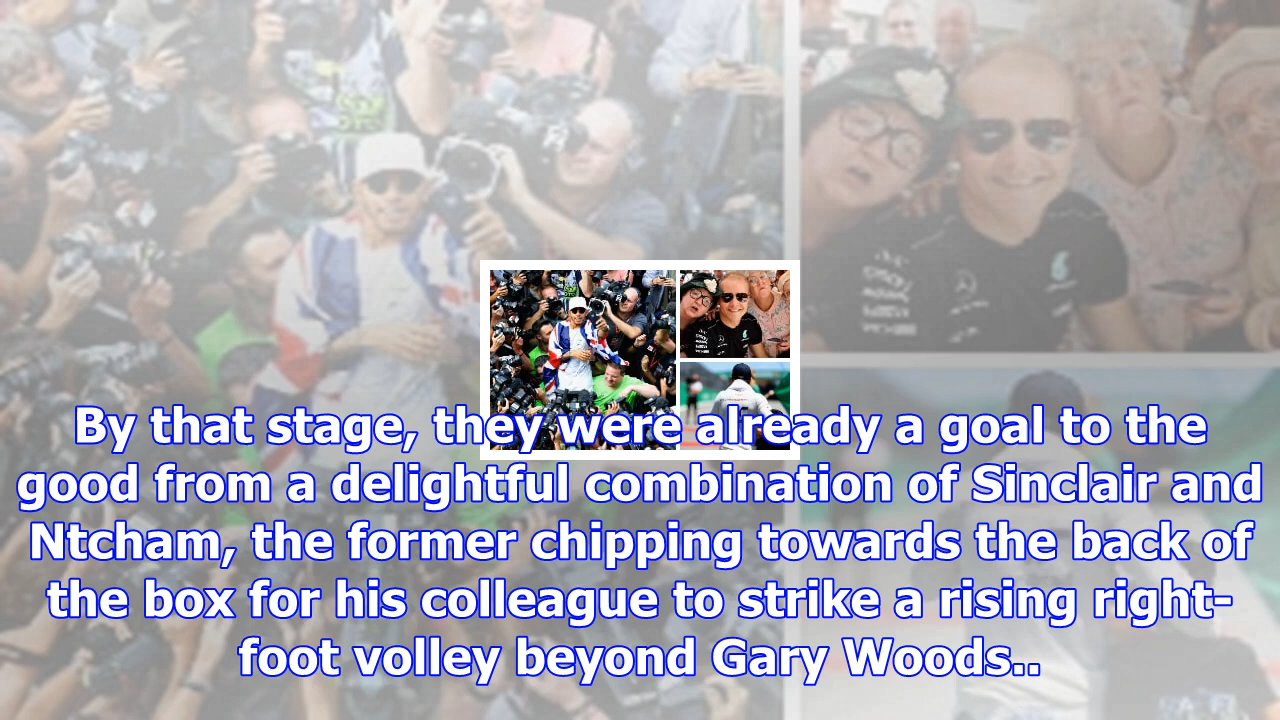 By that stage, they were already a goal to the
good from a delightful combination of Sinclair and
Ntcham, the former chipping towards the back of
the box for his colleague to strike a rising right-
foot volley beyond Gary Woods..